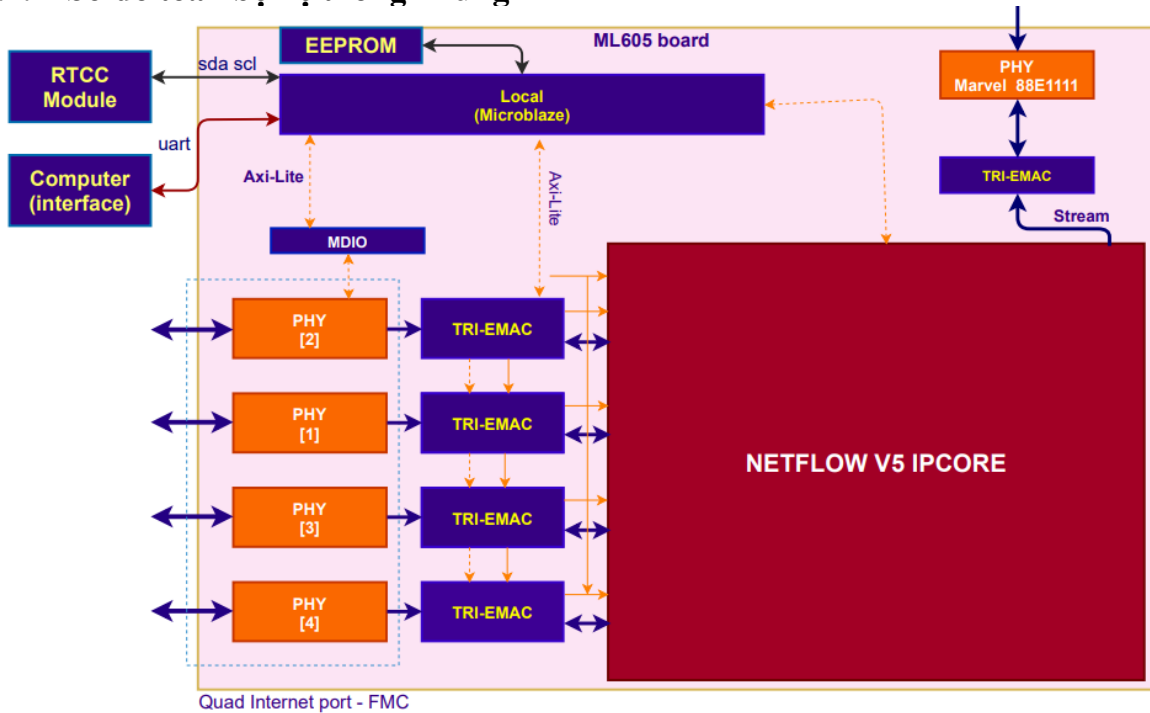 EEPROM
ML605 board
RTCC
Module
sda scl
PHY
Marvel 88E1111
Local
(Microblaze)
uart
Computer
(interface)
Axi-Lite
Axi-Lite
TRI-EMAC
Stream
MDIO
PHY
[2]
TRI-EMAC
PHY
[1]
TRI-EMAC
NETFLOW V5 IPCORE
PHY
[3]
TRI-EMAC
PHY
[4]
TRI-EMAC
Quad Internet port - FMC